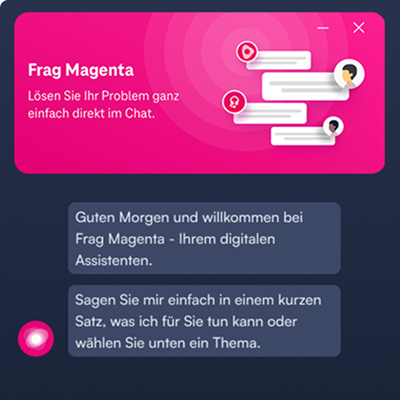 Frag Magenta
Lösen Sie Ihr Problem ganz
einfach direkt im Chat.
Guten Morgen und willkommen bei
Frag Magenta - Ihrem digitalen
Assistenten.
Sagen Sie mir einfach in einem kurzen
Satz, was ich für Sie tun kann oder
wählen Sie unten ein Thema.